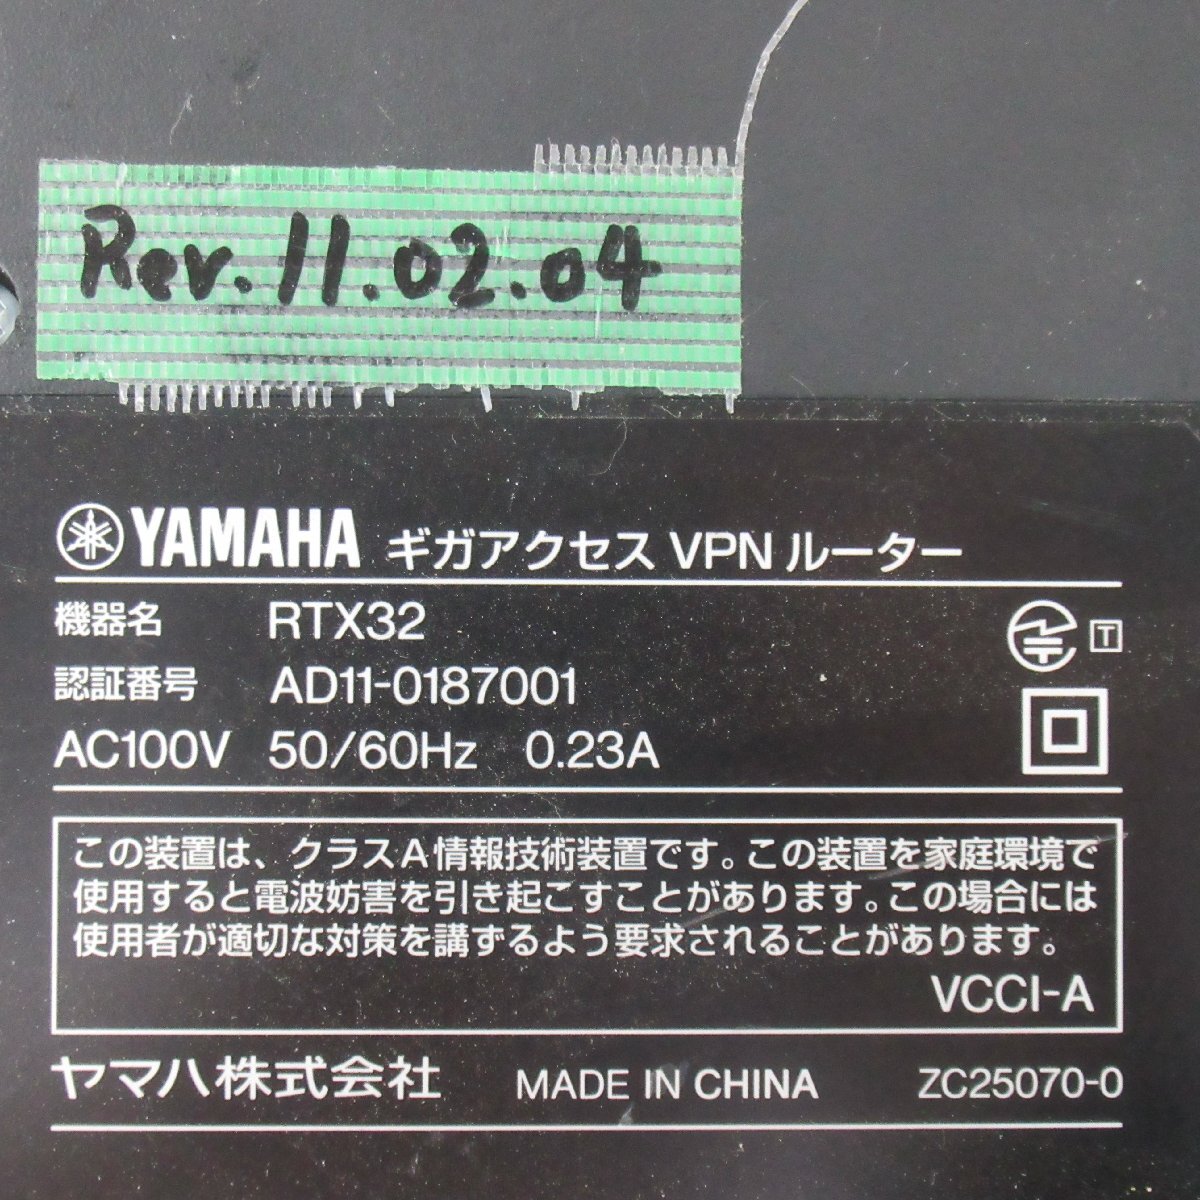 Rev.11.02.04
YAMAHA ギガアクセス VPN ルーター
機器名 RTX32
認証番号 AD11-0187001
T
AC100V 50/60Hz 0.23A
この装置は、クラスA情報技術装置です。この装置を家庭環境で
使用すると電波妨害を引き起こすことがあります。この場合には
使用者が適切な対策を講ずるよう要求されることがあります。
VCCI-A
ヤマハ株式会社 MADE IN CHINA ZC25070-0